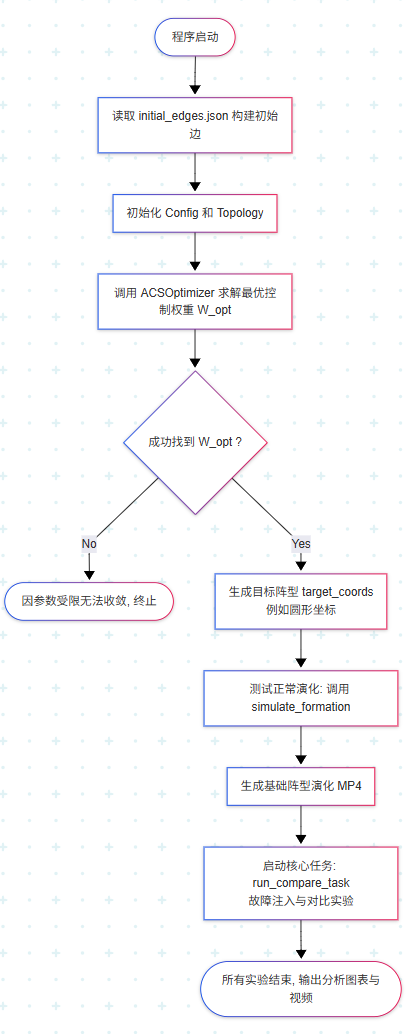 程序启动
读取 initial_edges.json 构建初始
边
初始化 Config 和 Topology
调用 ACSOptimizer 求解最优控
制权重 W_opt
成功找到 W_opt ?
No
Yes
因参数受限无法收敛, 终止
生成目标阵型 target_coords
例如圆形坐标
测试正常演化: 调用
simulate_formation
生成基础阵型演化 MP4
启动核心任务:
run_compare_task
故障注入与对比实验
所有实验结束, 输出分析图表与
视频